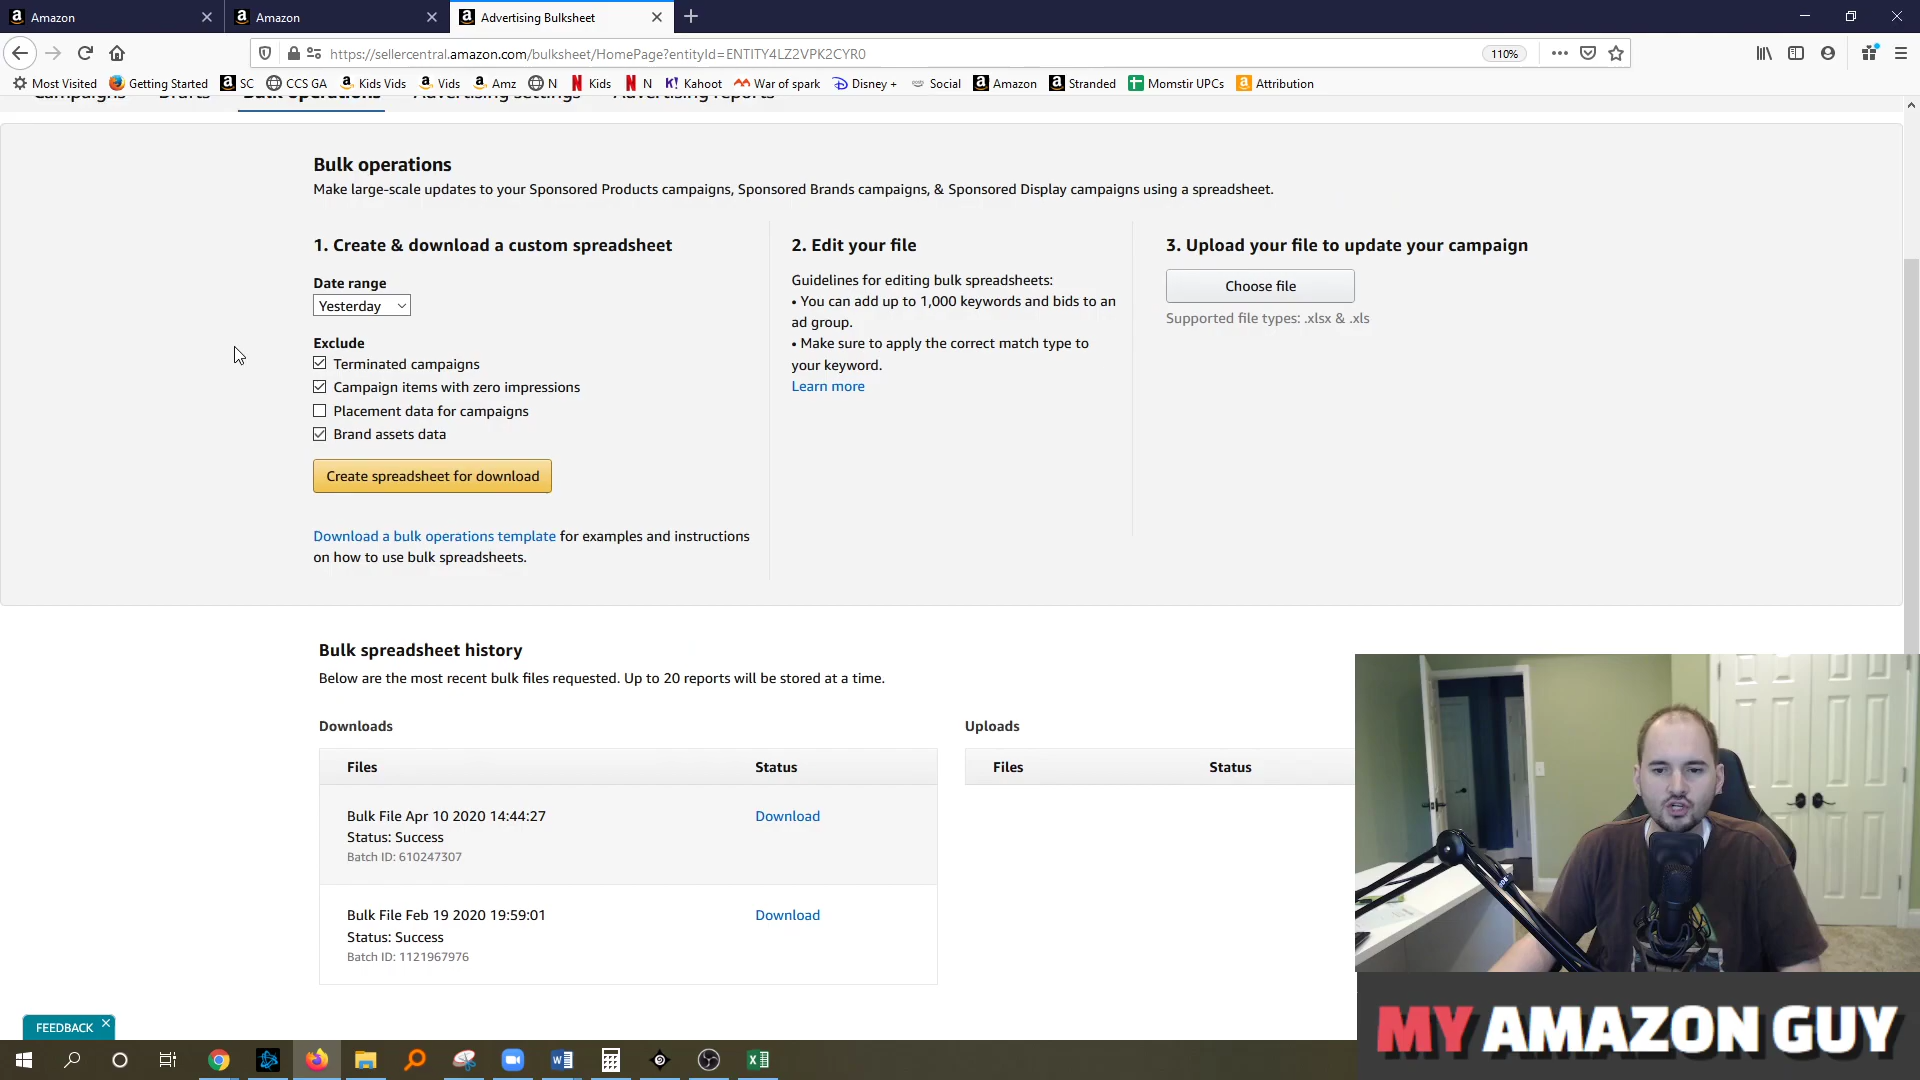 Amazon
Amazon
Advertising Bulksheet
https://sellercentral.amazon.com/bulksheet/HomePage?entityId=ENTITY4LZ2VPK2CYR0
110%
Most Visited
Getting Started
SC
CCS GA
Kids Vids
Vids
Amz
N
Kids
N
Kahoot
War of spark
Disney +
Social
Amazon
Stranded
Momstir UPCs
Attribution
Campaigns
Drafts
Bulk operations
Advertising settings
Advertising reports
Bulk operations
Make large-scale updates to your Sponsored Products campaigns, Sponsored Brands campaigns, & Sponsored Display campaigns using a spreadsheet.
1. Create & download a custom spreadsheet
Date range
Yesterday
Exclude
Terminated campaigns
Campaign items with zero impressions
Placement data for campaigns
Brand assets data
Create spreadsheet for download
Download a bulk operations template for examples and instructions
on how to use bulk spreadsheets.
2. Edit your file
Guidelines for editing bulk spreadsheets:
• You can add up to 1,000 keywords and bids to an
ad group.
• Make sure to apply the correct match type to
your keyword.
Learn more
3. Upload your file to update your campaign
Choose file
Supported file types: .xlsx & .xls
Bulk spreadsheet history
Below are the most recent bulk files requested. Up to 20 reports will be stored at a time.
Downloads
Files Status
Bulk File Apr 10 2020 14:44:27 Download
Status: Success
Batch ID: 610247307
Bulk File Feb 19 2020 19:59:01 Download
Status: Success
Batch ID: 1121967976
Uploads
Files Status
FEEDBACK
MY AMAZON GUY